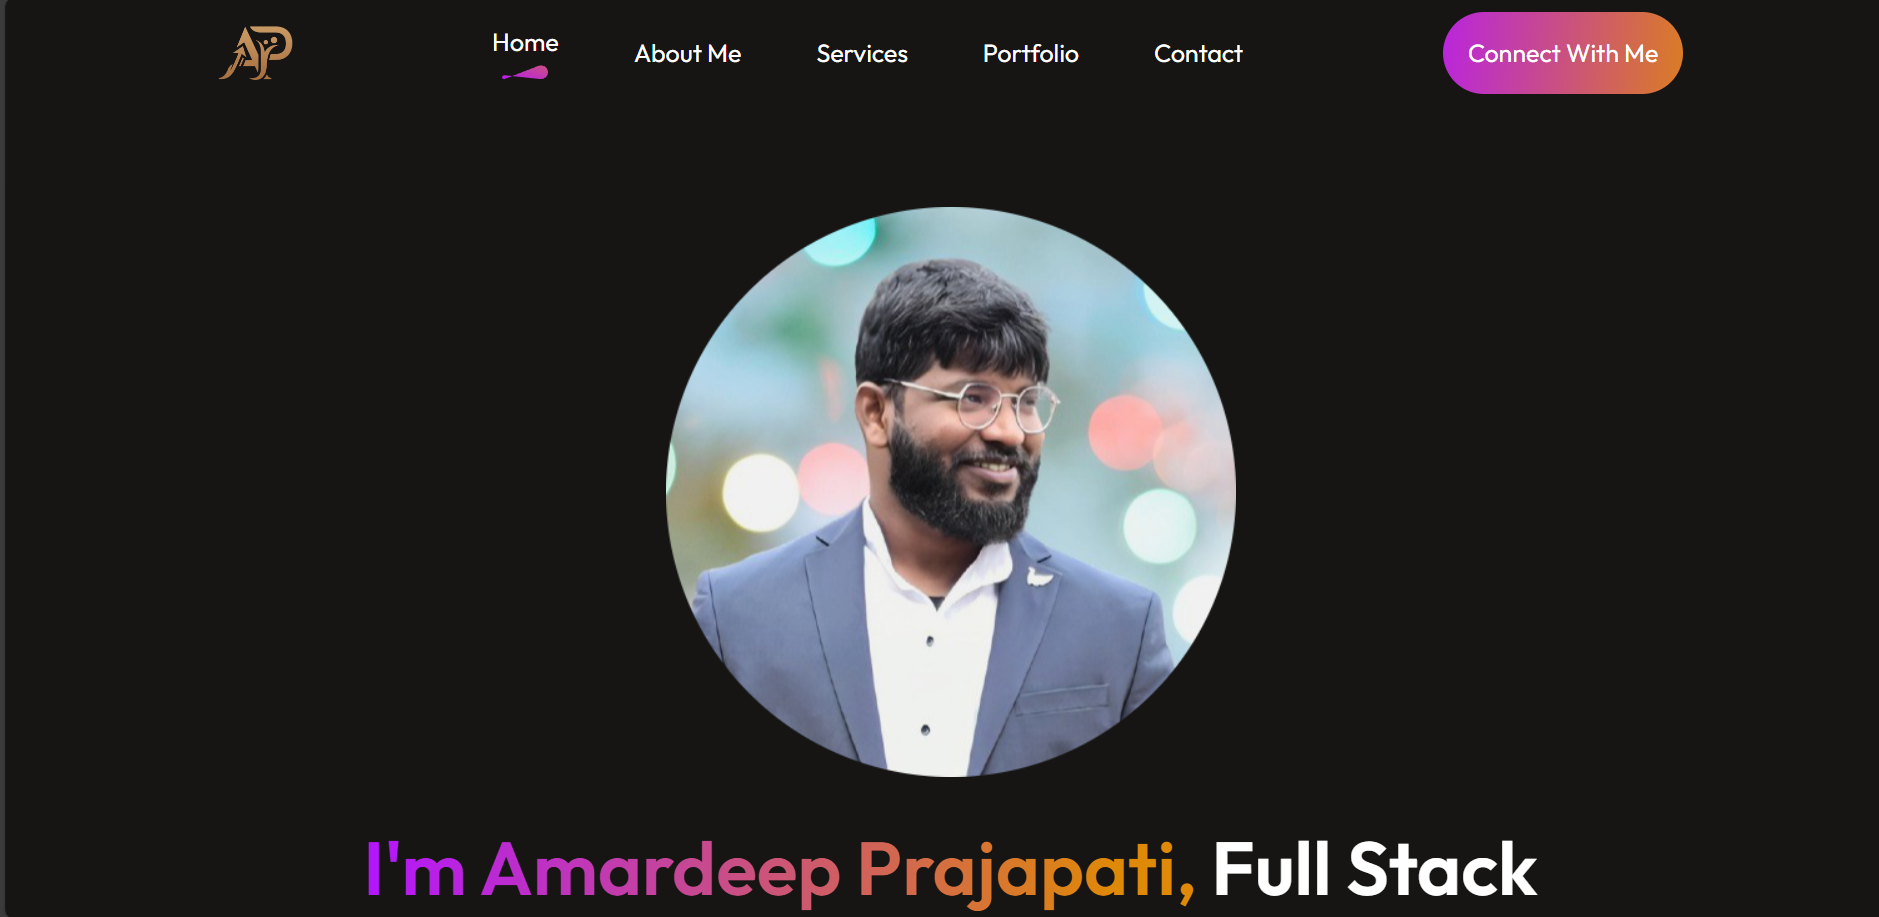 AP
Home
About Me
Services
Portfolio
Contact
Connect With Me
I'm Amardeep Prajapati, Full Stack